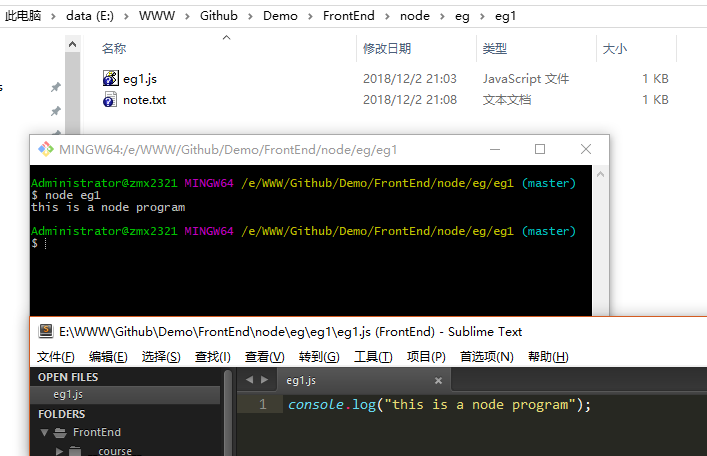 此电脑 > data (E:) > WWW > Github > Demo > FrontEnd > node > eg > eg1
名称 修改日期 类型 大小
eg1.js 2018/12/2 21:03 JavaScript 文件 1 KB
note.txt 2018/12/2 21:08 文本文档 1 KB
MINGW64:/e/WWW/Github/Demo/FrontEnd/node/eg/eg1
Administrator@zmx2321 MINGW64 /e/WWW/Github/Demo/FrontEnd/node/eg/eg1 (master)
$ node eg1
this is a node program
Administrator@zmx2321 MINGW64 /e/WWW/Github/Demo/FrontEnd/node/eg/eg1 (master)
$
E:\WWW\Github\Demo\FrontEnd\node\eg\eg1\eg1.js (FrontEnd) - Sublime Text
文件(F) 编辑(E) 选择(S) 查找(I) 查看(V) 转到(G) 工具(T) 项目(P) 首选项(N) 帮助(H)
OPEN FILES
eg1.js
FOLDERS
FrontEnd
course
eg1.js
1 console.log("this is a node program");